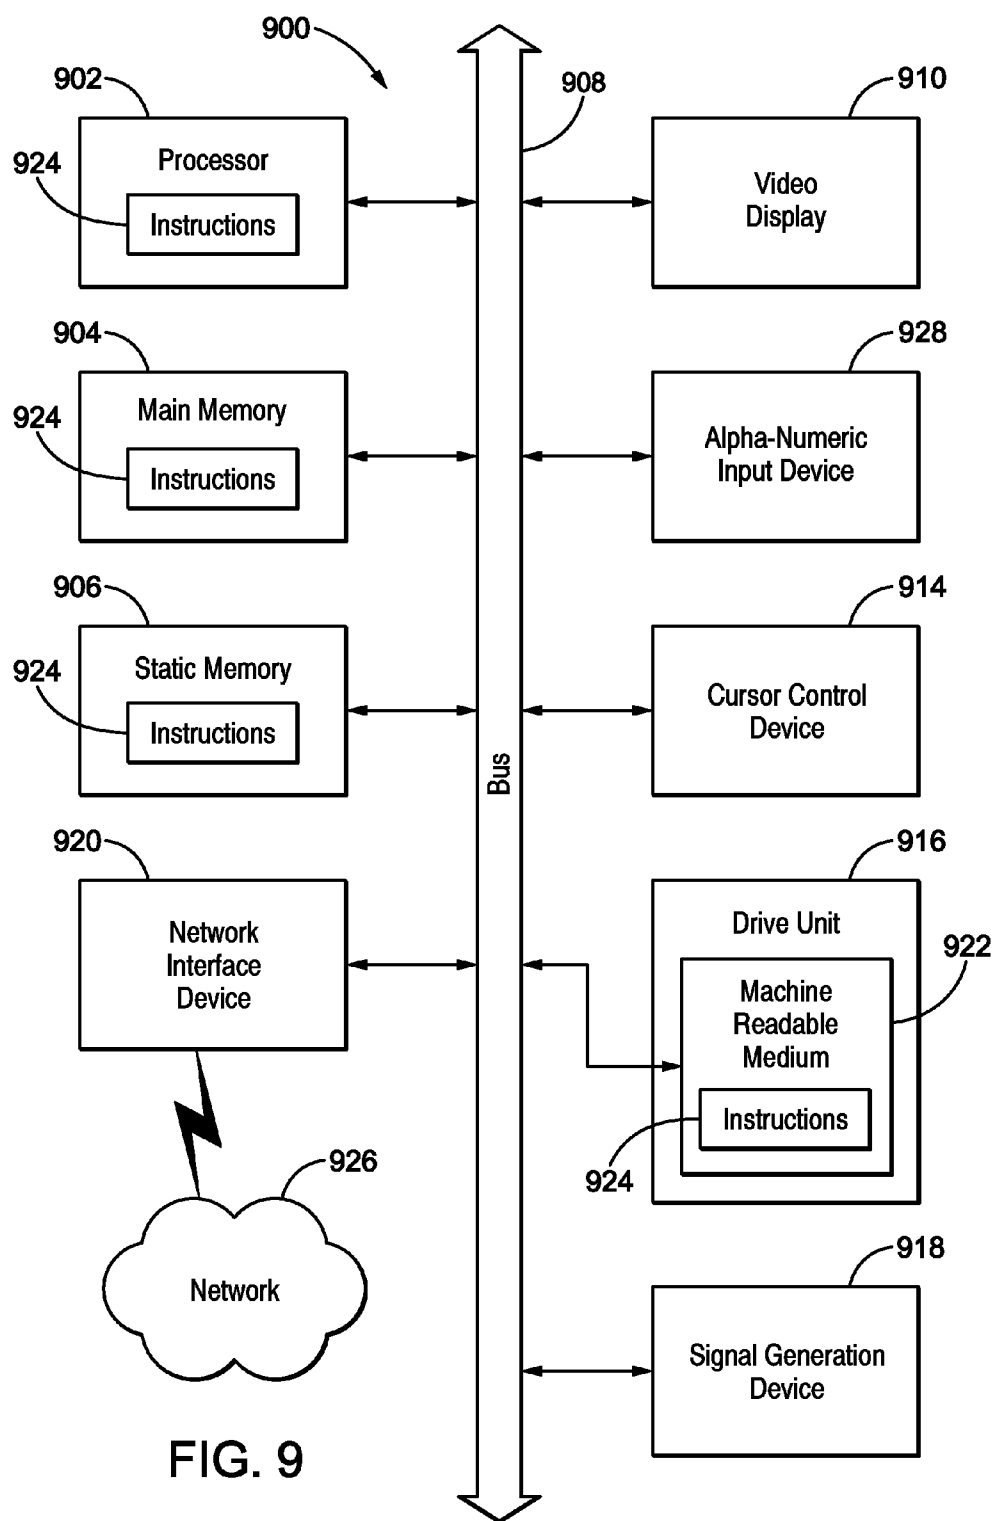 900
902
Processor
924
Instructions
904
Main Memory
924
Instructions
906
Static Memory
924
Instructions
920
Network
Interface
Device
926
Network
908
Bus
910
Video
Display
928
Alpha-Numeric
Input Device
914
Cursor Control
Device
916
Drive Unit
922
Machine
Readable
Medium
Instructions
924
918
Signal Generation
Device
FIG. 9